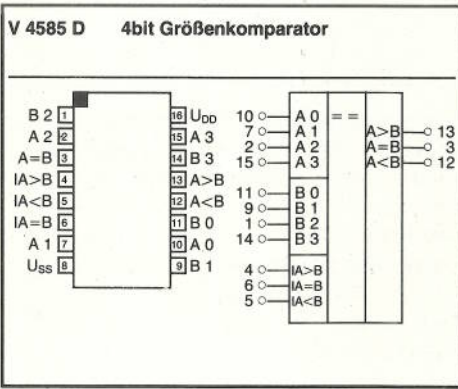 V 4585 D 4bit Größenkomparator
B 2 1 16 U_DD
A 2 2 15 A 3
A=B 3 14 B 3
IA>B 4 13 A>B
IA<B 5 12 A<B
IA=B 6 11 B 0
A 1 7 10 A 0
U_SS 8 9 B 1
10 A 0 = =
7 A 1 A>B 13
2 A 2 A=B 3
15 A 3 A<B 12
11 B 0
9 B 1
1 B 2
14 B 3
4 IA>B
6 IA=B
5 IA<B